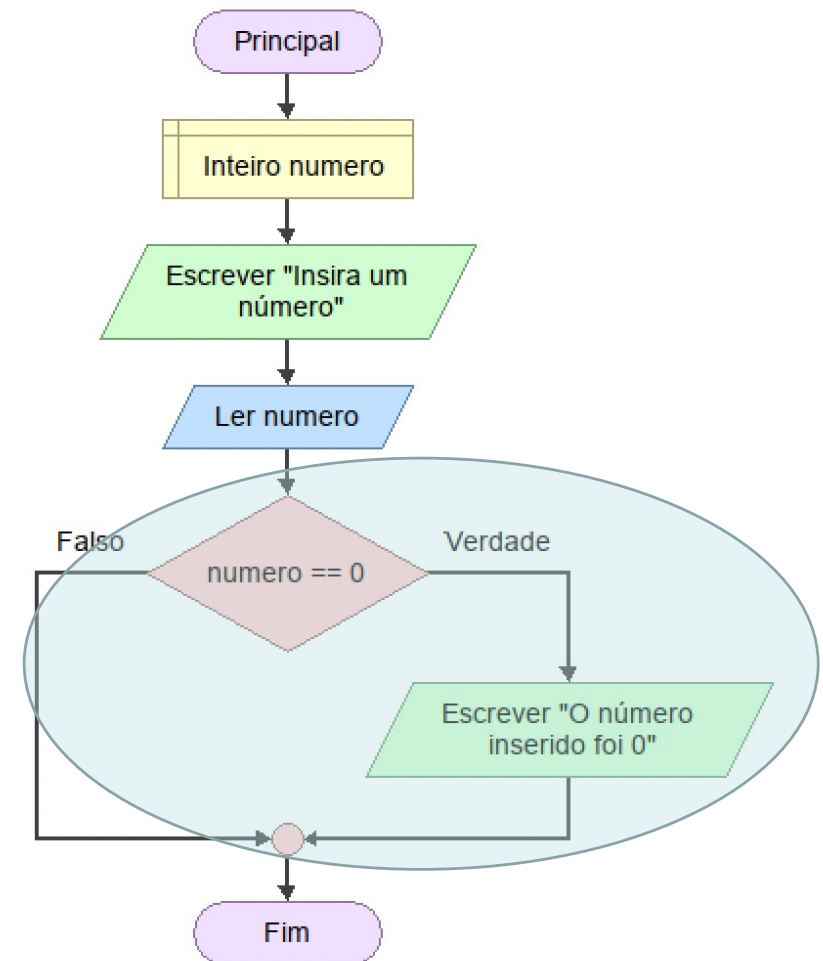 Principal
Inteiro numero
Escrever "Insira um
número"
Ler numero
Falso
Verdade
numero == 0
Escrever "O número
inserido foi 0"
Fim